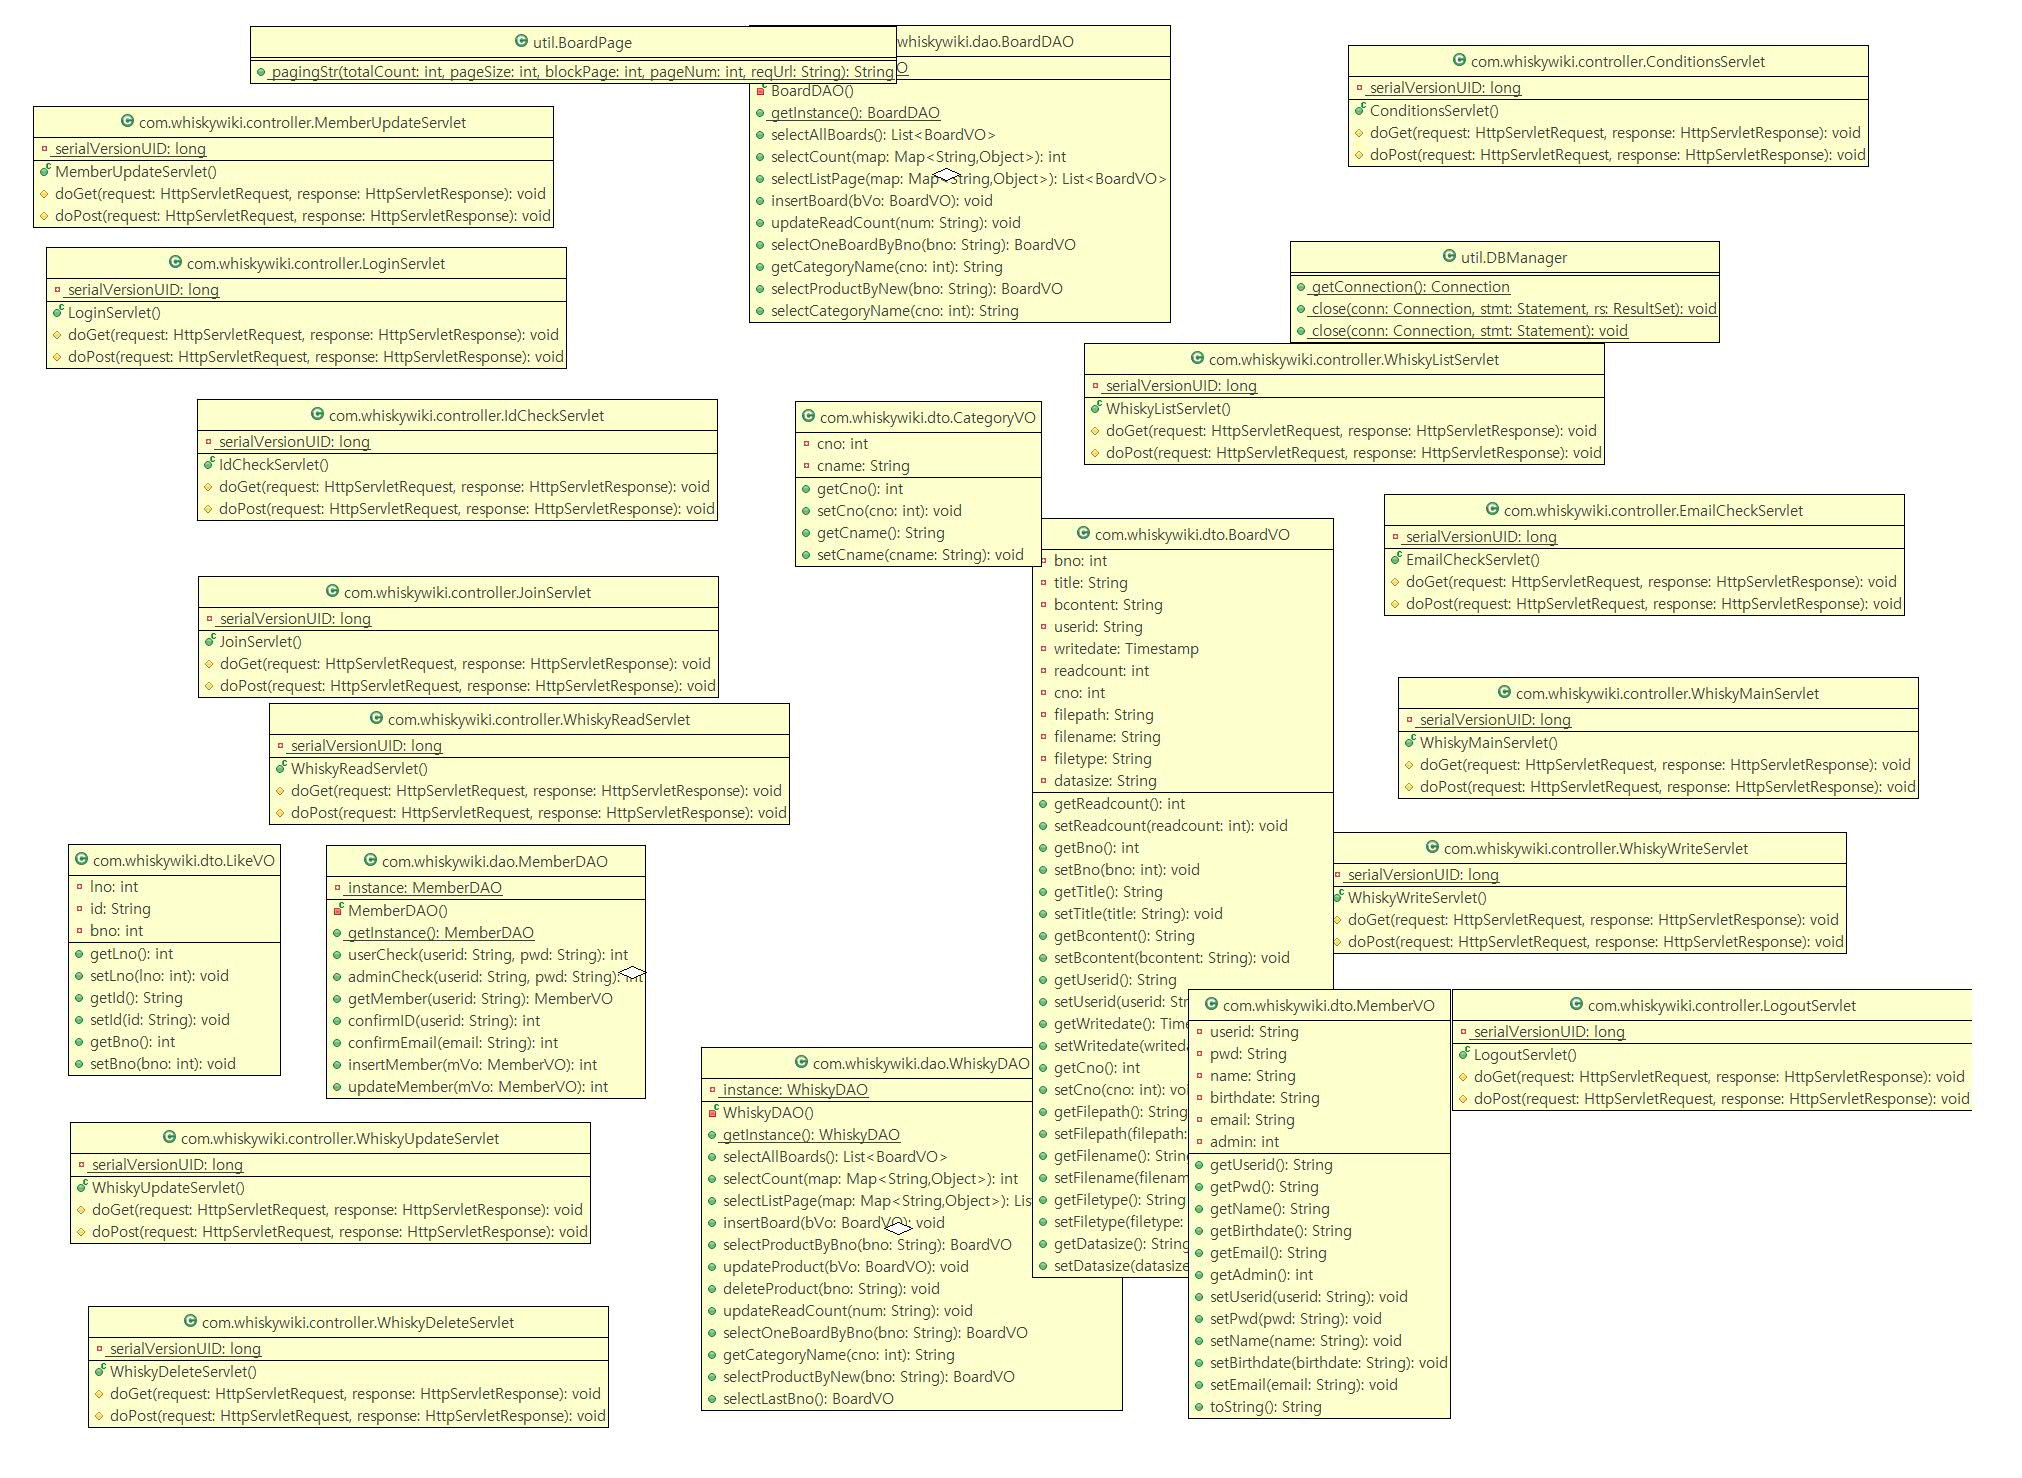 util.BoardPage
pagingStr(totalCount: int, pageSize: int, blockPage: int, pageNum: int, reqUrl: String): String
whiskywiki.dao.BoardDAO
BoardDAO()
getInstance(): BoardDAO
selectAllBoards(): List<BoardVO>
selectCount(map: Map<String,Object>): int
selectListPage(map: Map<String,Object>): List<BoardVO>
insertBoard(bVo: BoardVO): void
updateReadCount(num: String): void
selectOneBoardByBno(bno: String): BoardVO
getCategoryName(cno: int): String
selectProductByNew(bno: String): BoardVO
selectCategoryName(cno: int): String
com.whiskywiki.controller.ConditionsServlet
serialVersionUID: long
ConditionsServlet()
doGet(request: HttpServletRequest, response: HttpServletResponse): void
doPost(request: HttpServletRequest, response: HttpServletResponse): void
com.whiskywiki.controller.MemberUpdateServlet
serialVersionUID: long
MemberUpdateServlet()
doGet(request: HttpServletRequest, response: HttpServletResponse): void
doPost(request: HttpServletRequest, response: HttpServletResponse): void
com.whiskywiki.controller.LoginServlet
serialVersionUID: long
LoginServlet()
doGet(request: HttpServletRequest, response: HttpServletResponse): void
doPost(request: HttpServletRequest, response: HttpServletResponse): void
util.DBManager
getConnection(): Connection
close(conn: Connection, stmt: Statement, rs: ResultSet): void
close(conn: Connection, stmt: Statement): void
com.whiskywiki.controller.WhiskyListServlet
serialVersionUID: long
WhiskyListServlet()
doGet(request: HttpServletRequest, response: HttpServletResponse): void
doPost(request: HttpServletRequest, response: HttpServletResponse): void
com.whiskywiki.controller.IdCheckServlet
serialVersionUID: long
IdCheckServlet()
doGet(request: HttpServletRequest, response: HttpServletResponse): void
doPost(request: HttpServletRequest, response: HttpServletResponse): void
com.whiskywiki.dto.CategoryVO
cno: int
cname: String
getCno(): int
setCno(cno: int): void
getCname(): String
setCname(cname: String): void
com.whiskywiki.controller.EmailCheckServlet
serialVersionUID: long
EmailCheckServlet()
doGet(request: HttpServletRequest, response: HttpServletResponse): void
doPost(request: HttpServletRequest, response: HttpServletResponse): void
com.whiskywiki.dto.BoardVO
bno: int
title: String
bcontent: String
userid: String
writedate: Timestamp
readcount: int
cno: int
filepath: String
filename: String
filetype: String
datasize: String
getReadcount(): int
setReadcount(readcount: int): void
getBno(): int
setBno(bno: int): void
getTitle(): String
setTitle(title: String): void
getBcontent(): String
setBcontent(bcontent: String): void
getUserid(): String
setUserid(userid: Str
getWritedate(): Time
setWritedate(writeda
getCno(): int
setCno(cno: int): voi
getFilepath(): String
setFilepath(filepath:
getFilename(): String
setFilename(filenam
getFiletype(): String
setFiletype(filetype:
getDatasize(): String
setDatasize(datasize
com.whiskywiki.controller.JoinServlet
serialVersionUID: long
JoinServlet()
doGet(request: HttpServletRequest, response: HttpServletResponse): void
doPost(request: HttpServletRequest, response: HttpServletResponse): void
com.whiskywiki.controller.WhiskyMainServlet
serialVersionUID: long
WhiskyMainServlet()
doGet(request: HttpServletRequest, response: HttpServletResponse): void
doPost(request: HttpServletRequest, response: HttpServletResponse): void
com.whiskywiki.controller.WhiskyReadServlet
serialVersionUID: long
WhiskyReadServlet()
doGet(request: HttpServletRequest, response: HttpServletResponse): void
doPost(request: HttpServletRequest, response: HttpServletResponse): void
com.whiskywiki.controller.WhiskyWriteServlet
serialVersionUID: long
WhiskyWriteServlet()
doGet(request: HttpServletRequest, response: HttpServletResponse): void
doPost(request: HttpServletRequest, response: HttpServletResponse): void
com.whiskywiki.dto.LikeVO
lno: int
id: String
bno: int
getLno(): int
setLno(lno: int): void
getId(): String
setId(id: String): void
getBno(): int
setBno(bno: int): void
com.whiskywiki.dao.MemberDAO
instance: MemberDAO
MemberDAO()
getInstance(): MemberDAO
userCheck(userid: String, pwd: String): int
adminCheck(userid: String, pwd: String): int
getMember(userid: String): MemberVO
confirmID(userid: String): int
confirmEmail(email: String): int
insertMember(mVo: MemberVO): int
updateMember(mVo: MemberVO): int
com.whiskywiki.dto.MemberVO
userid: String
pwd: String
name: String
birthdate: String
email: String
admin: int
getUserid(): String
getPwd(): String
getName(): String
getBirthdate(): String
getEmail(): String
getAdmin(): int
setUserid(userid: String): void
setPwd(pwd: String): void
setName(name: String): void
setBirthdate(birthdate: String): void
setEmail(email: String): void
toString(): String
com.whiskywiki.controller.LogoutServlet
serialVersionUID: long
LogoutServlet()
doGet(request: HttpServletRequest, response: HttpServletResponse): void
doPost(request: HttpServletRequest, response: HttpServletResponse): void
com.whiskywiki.dao.WhiskyDAO
instance: WhiskyDAO
WhiskyDAO()
getInstance(): WhiskyDAO
selectAllBoards(): List<BoardVO>
selectCount(map: Map<String,Object>): int
selectListPage(map: Map<String,Object>): Lis
insertBoard(bVo: BoardVO): void
selectProductByBno(bno: String): BoardVO
updateProduct(bVo: BoardVO): void
deleteProduct(bno: String): void
updateReadCount(num: String): void
selectOneBoardByBno(bno: String): BoardVO
getCategoryName(cno: int): String
selectProductByNew(bno: String): BoardVO
selectLastBno(): BoardVO
com.whiskywiki.controller.WhiskyUpdateServlet
serialVersionUID: long
WhiskyUpdateServlet()
doGet(request: HttpServletRequest, response: HttpServletResponse): void
doPost(request: HttpServletRequest, response: HttpServletResponse): void
com.whiskywiki.controller.WhiskyDeleteServlet
serialVersionUID: long
WhiskyDeleteServlet()
doGet(request: HttpServletRequest, response: HttpServletResponse): void
doPost(request: HttpServletRequest, response: HttpServletResponse): void